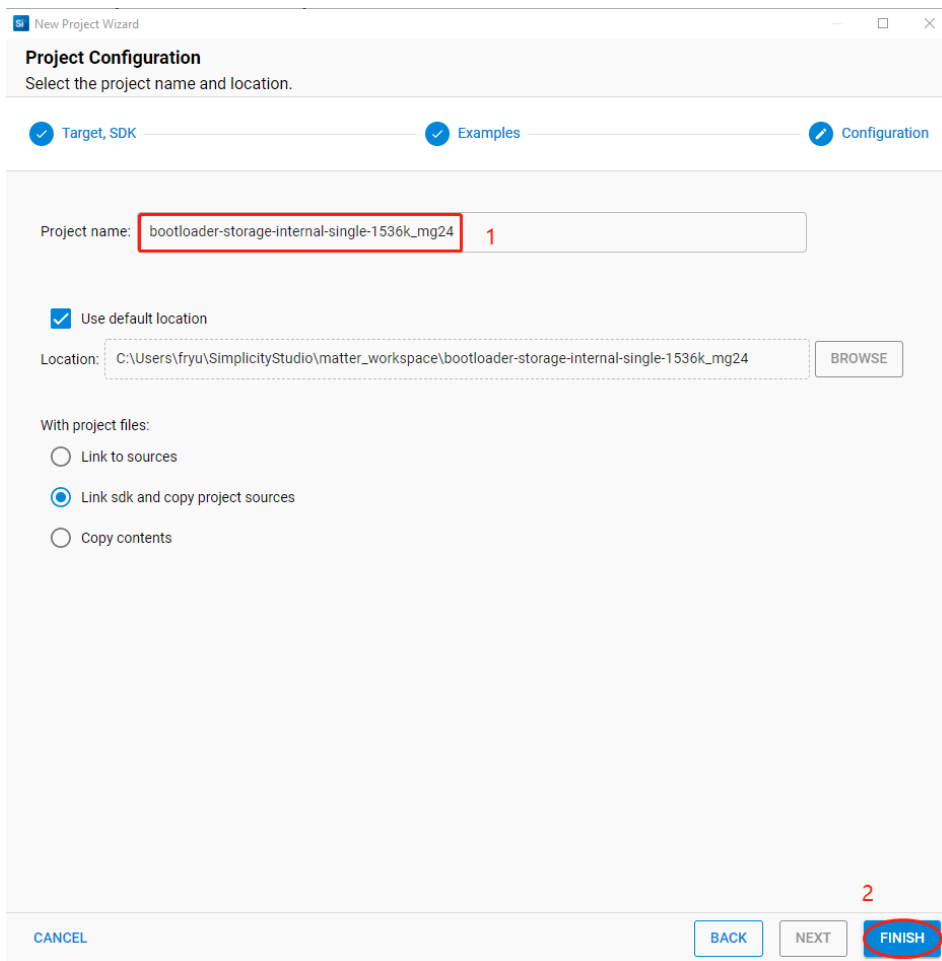 Si New Project Wizard
Project Configuration
Select the project name and location.
Target, SDK
Examples
Configuration
Project name: bootloader-storage-internal-single-1536k_mg24 1
Use default location
Location: C:\Users\fryu\SimplicityStudio\matter_workspace\bootloader-storage-internal-single-1536k_mg24 BROWSE
With project files:
Link to sources
Link sdk and copy project sources
Copy contents
2
CANCEL BACK NEXT FINISH